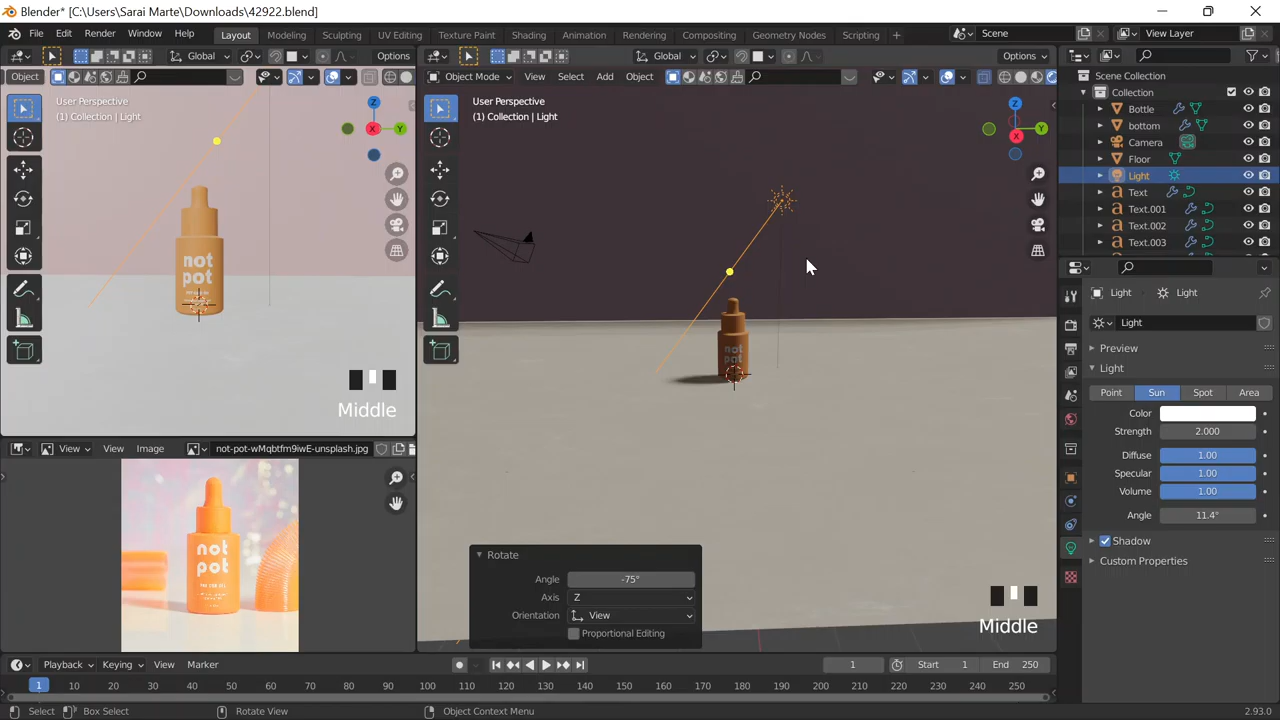 Blender* [C:\Users\Sarai Marte\Downloads\42922.blend]
File Edit Render Window Help Layout Modeling Sculpting UV Editing Texture Paint Shading Animation Rendering Compositing Geometry Nodes Scripting + Scene View Layer
Global Options
Global Options
Object
Object Mode View Select Add Object
User Perspective
(1) Collection | Light
User Perspective
(1) Collection | Light
Z
X
Y
Z
X
Y
not
pot
not
pot
Middle
Middle
Scene Collection
Collection
Bottle
bottom
Camera
Floor
Light
Text
Text.001
Text.002
Text.003
Light Light
Light
Preview
Light
Point Sun Spot Area
Color
Strength 2.000
Diffuse 1.00
Specular 1.00
Volume 1.00
Angle 11.4°
Shadow
Custom Properties
View View Image not-pot-wMqbtfm9iwE-unsplash.jpg
not
pot
Rotate
Angle -75°
Axis Z
Orientation View
Proportional Editing
Playback Keying View Marker 1 Start 1 End 250
1 10 20 30 40 50 60 70 80 90 100 110 120 130 140 150 160 170 180 190 200 210 220 230 240 250
Select Box Select Rotate View Object Context Menu 2.93.0